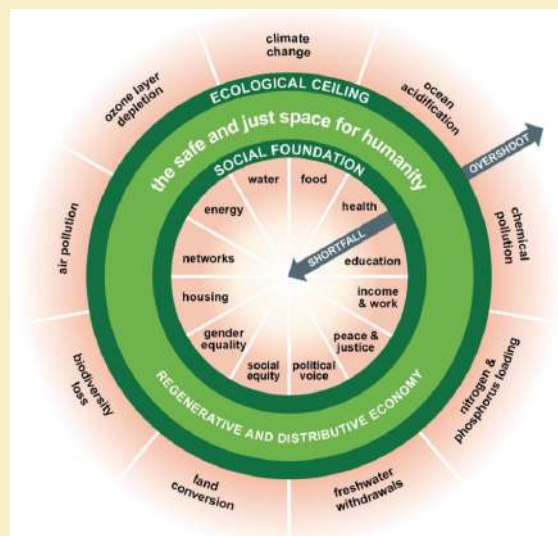 climate
change
ocean
acidification
chemical
pollution
nitrogen &
phosphorus loading
freshwater
withdrawals
land
conversion
biodiversity
loss
air pollution
ozone layer
depletion
ECOLOGICAL CEILING
the safe and just space for humanity
SOCIAL FOUNDATION
OVERSHOOT
SHORTFALL
water
food
health
education
income
& work
peace &
justice
political
voice
social
equity
gender
equality
housing
networks
energy
REGENERATIVE AND DISTRIBUTIVE ECONOMY